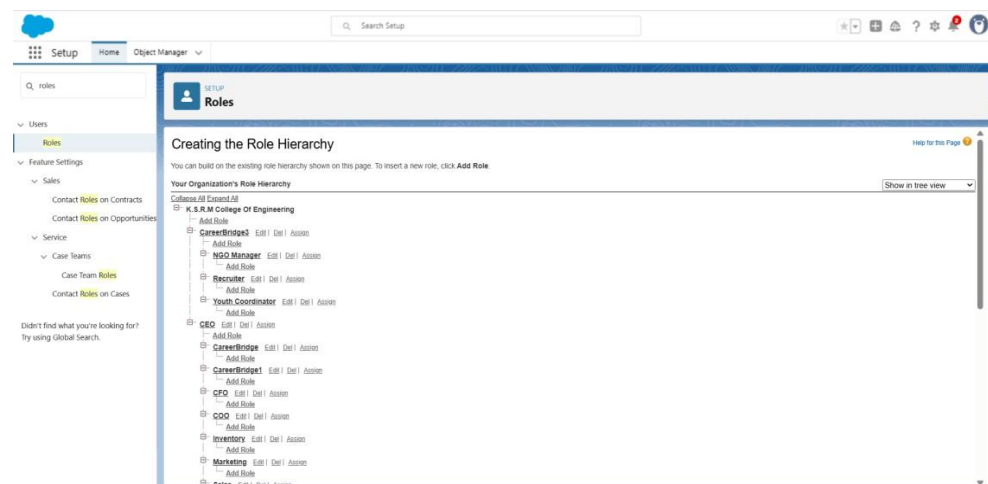 salesforce
Search Setup
Setup Home Object Manager
roles
Users
Roles
Feature Settings
Sales
Contact Roles on Contracts
Contact Roles on Opportunities
Service
Case Teams
Case Team Roles
Contact Roles on Cases
Didn't find what you're looking for?
Try using Global Search.
SETUP
Roles
Creating the Role Hierarchy
Help for this Page
You can build on the existing role hierarchy shown on this page. To insert a new role, click Add Role.
Your Organization's Role Hierarchy
Show in tree view
Collapse All Expand All
K.S.R.M College Of Engineering
Add Role
CareerBridge3 Edit | Del | Assign
Add Role
NGO Manager Edit | Del | Assign
Add Role
Recruiter Edit | Del | Assign
Add Role
Youth Coordinator Edit | Del | Assign
Add Role
CEO Edit | Del | Assign
Add Role
CareerBridge Edit | Del | Assign
Add Role
CareerBridge1 Edit | Del | Assign
Add Role
CFO Edit | Del | Assign
Add Role
COO Edit | Del | Assign
Add Role
Inventory Edit | Del | Assign
Add Role
Marketing Edit | Del | Assign
Add Role